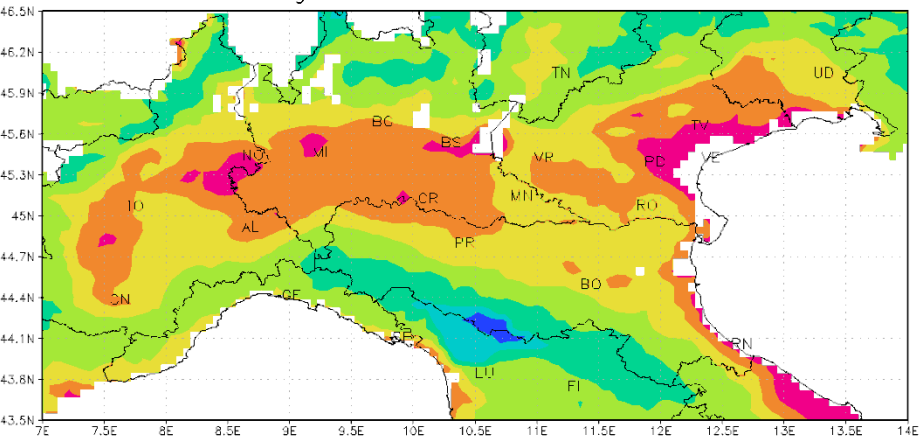 46.5N
46.2N
TN
UD
45.9N
BG
TV
45.6N
BS
NO
MI
VR
PD
VE
45.3N
MN
CR
RO
TO
45N
AL
PR
44.7N
BO
CN
GE
44.4N
44.1N
RN
LU
FI
43.8N
43.5N
7E 7.5E 8E 8.5E 9E 9.5E 10E 10.5E 11E 11.5E 12E 12.5E 13E 13.5E 14E